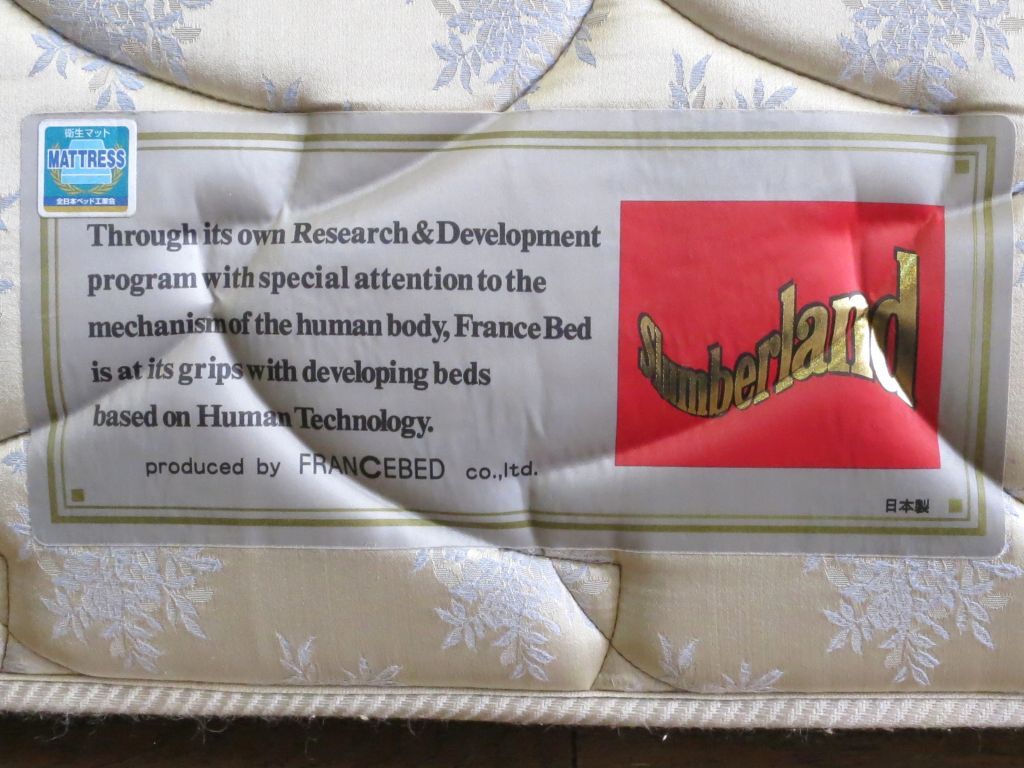 衛生マット
MATTRESS
全日本ベッド工業会
Through its own Research & Development
program with special attention to the
mechanism of the human body, France Bed
is at its grips with developing beds
based on Human Technology.
produced by FRANCEBED co.,ltd.
Slumberland
日本製